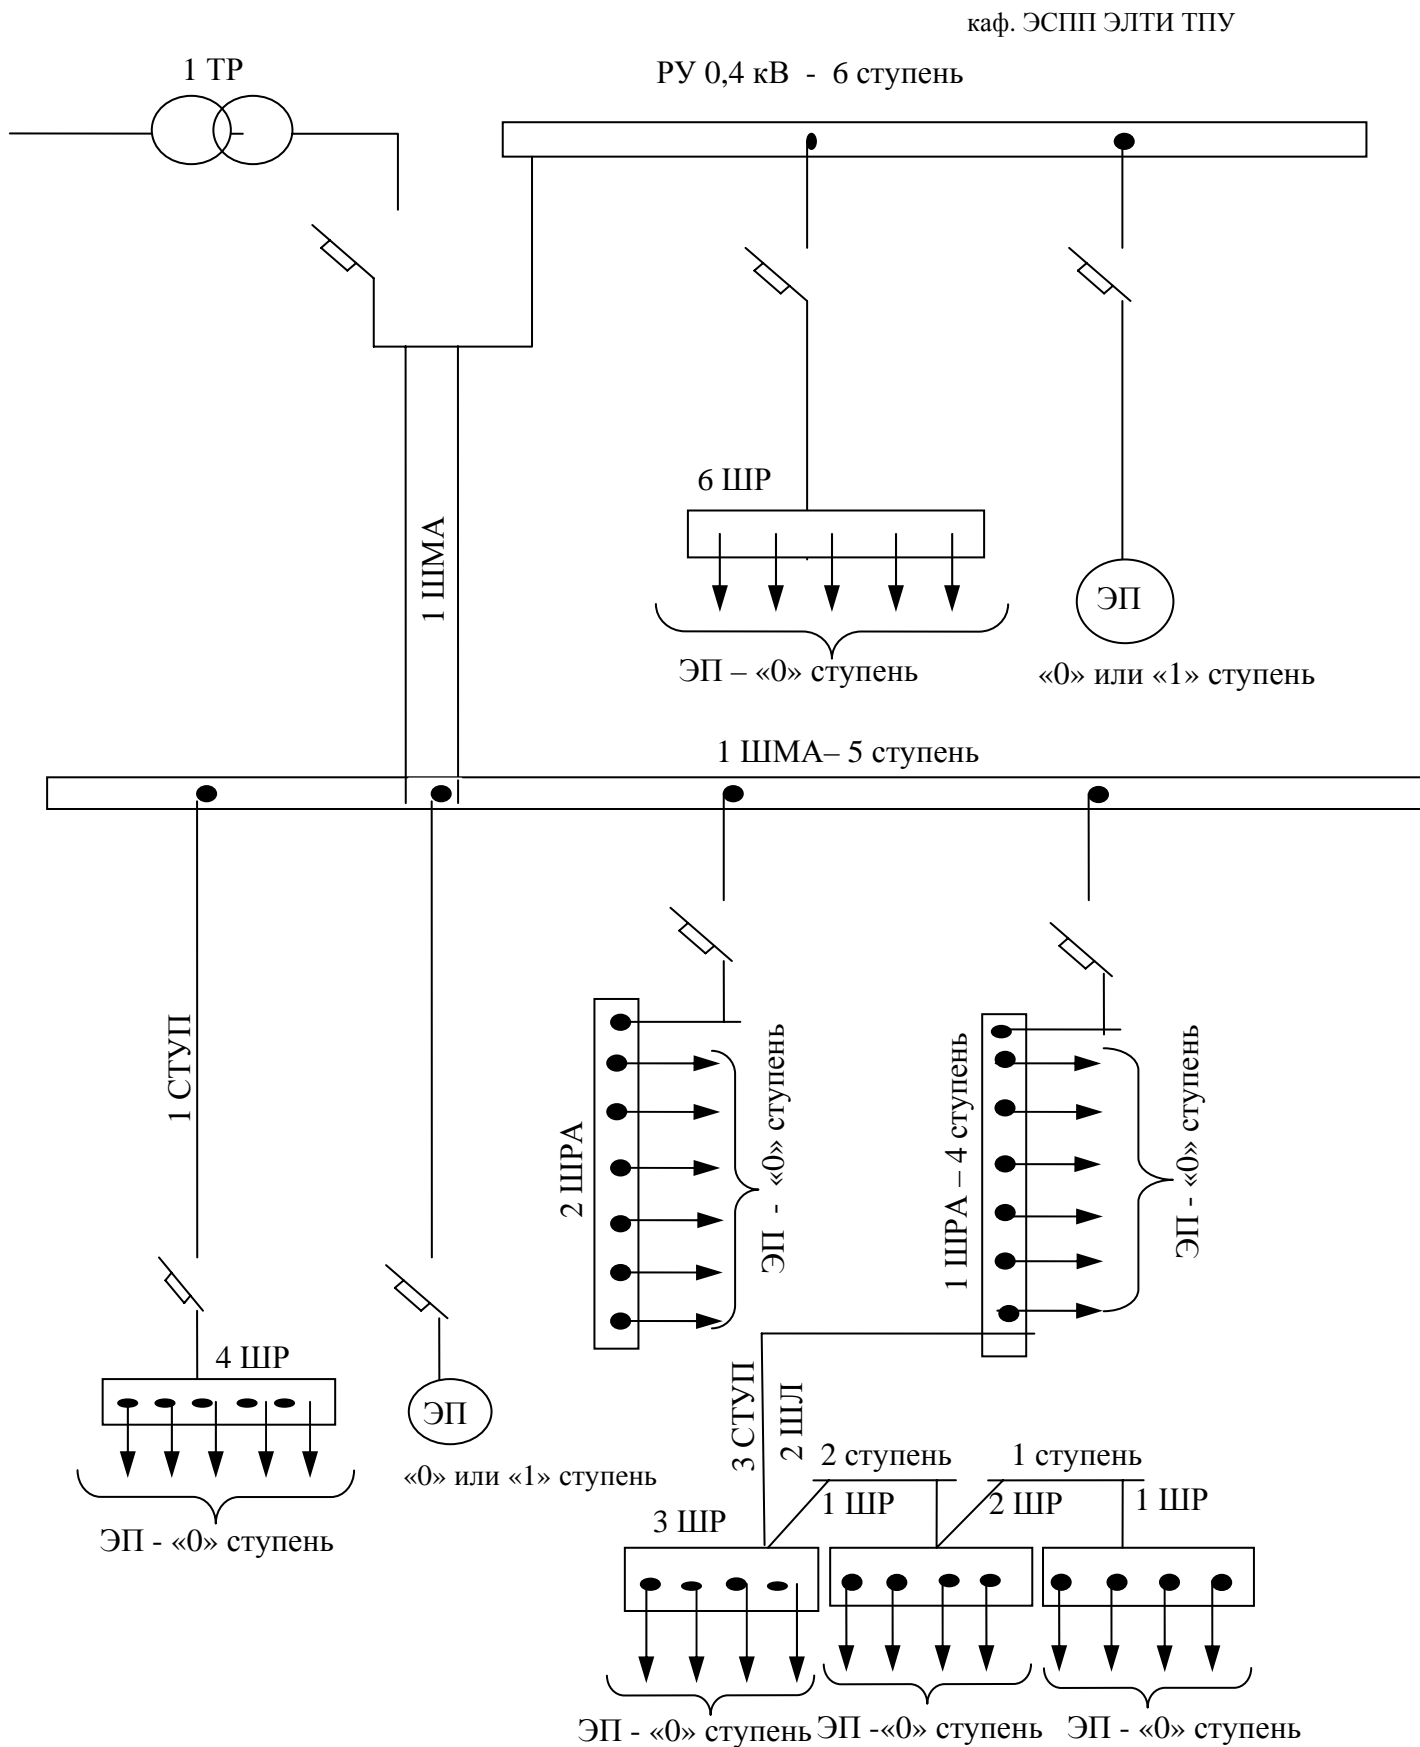 каф. ЭСПП ЭЛТИ ТПУ
1 ТР
РУ 0,4 кВ - 6 ступень
6 ШР
1 ШМА
ЭП
ЭП – «0» ступень
«0» или «1» ступень
1 ШМА– 5 ступень
1 СТУП
2 ШРА
ЭП - «0» ступень
1 ШРА – 4 ступень
ЭП - «0» ступень
4 ШР
ЭП
«0» или «1» ступень
ЭП - «0» ступень
3 СТУП
2 ШЛ
2 ступень
1 ступень
1 ШР
2 ШР
1 ШР
3 ШР
ЭП - «0» ступень
ЭП -«0» ступень
ЭП - «0» ступень